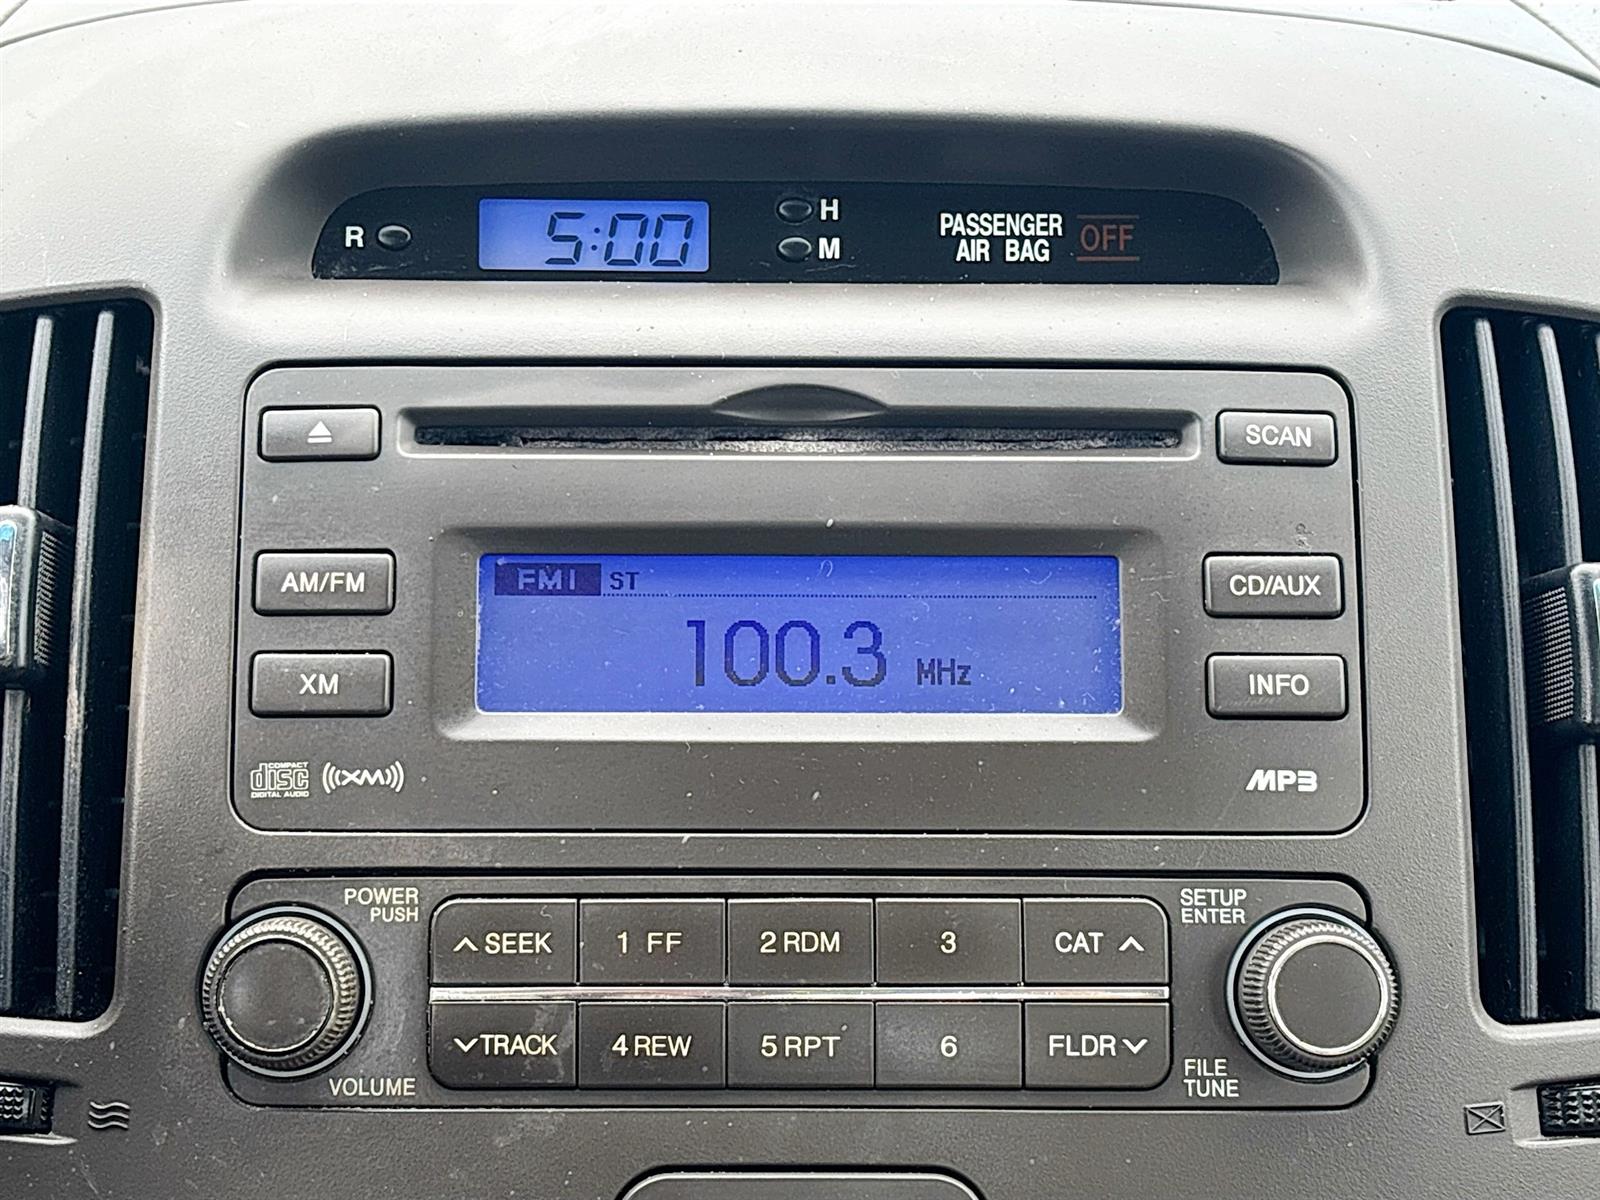 R
5:00
H
M
PASSENGER
AIR BAG
OFF
SCAN
AM/FM
FM1 ST
CD/AUX
100.3 MHz
XM
INFO
COMPACT
disc
DIGITAL AUDIO
((XM))
MP3
POWER
PUSH
SEEK
1 FF
2 RDM
3
CAT
SETUP
ENTER
TRACK
4 REW
5 RPT
6
FLDR
VOLUME
FILE
TUNE